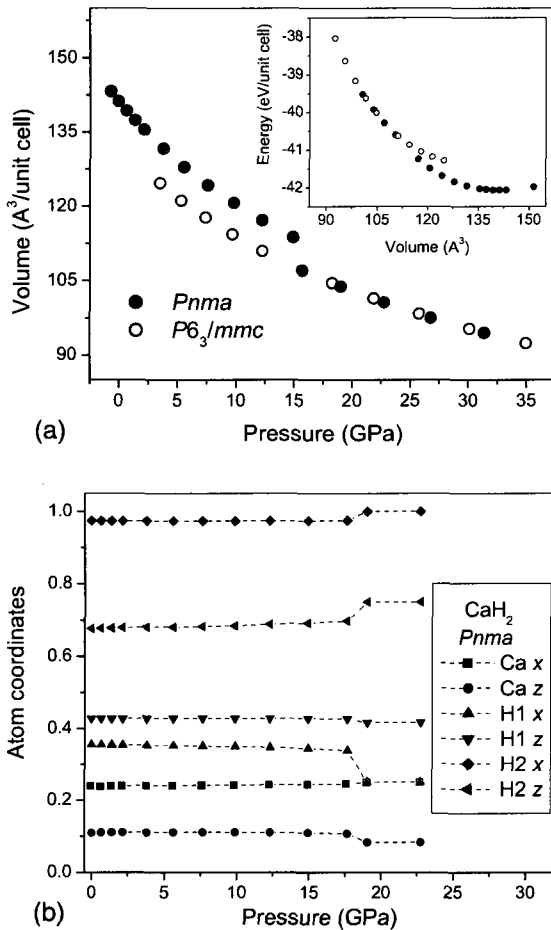 150
135
120
105
90
Volume (A³/unit cell)
-38
-39
-40
-41
-42
Energy (eV/unit cell)
90 105 120 135 150
Volume (A³)
Pnma
P6₃/mmc
0 5 10 15 20 25 30 35
(a)
Pressure (GPa)
1.0
0.8
0.6
0.4
0.2
0.0
Atom coordinates
CaH₂
Pnma
Ca x
Ca z
H1 x
H1 z
H2 x
H2 z
0 5 10 15 20 25 30
(b)
Pressure (GPa)